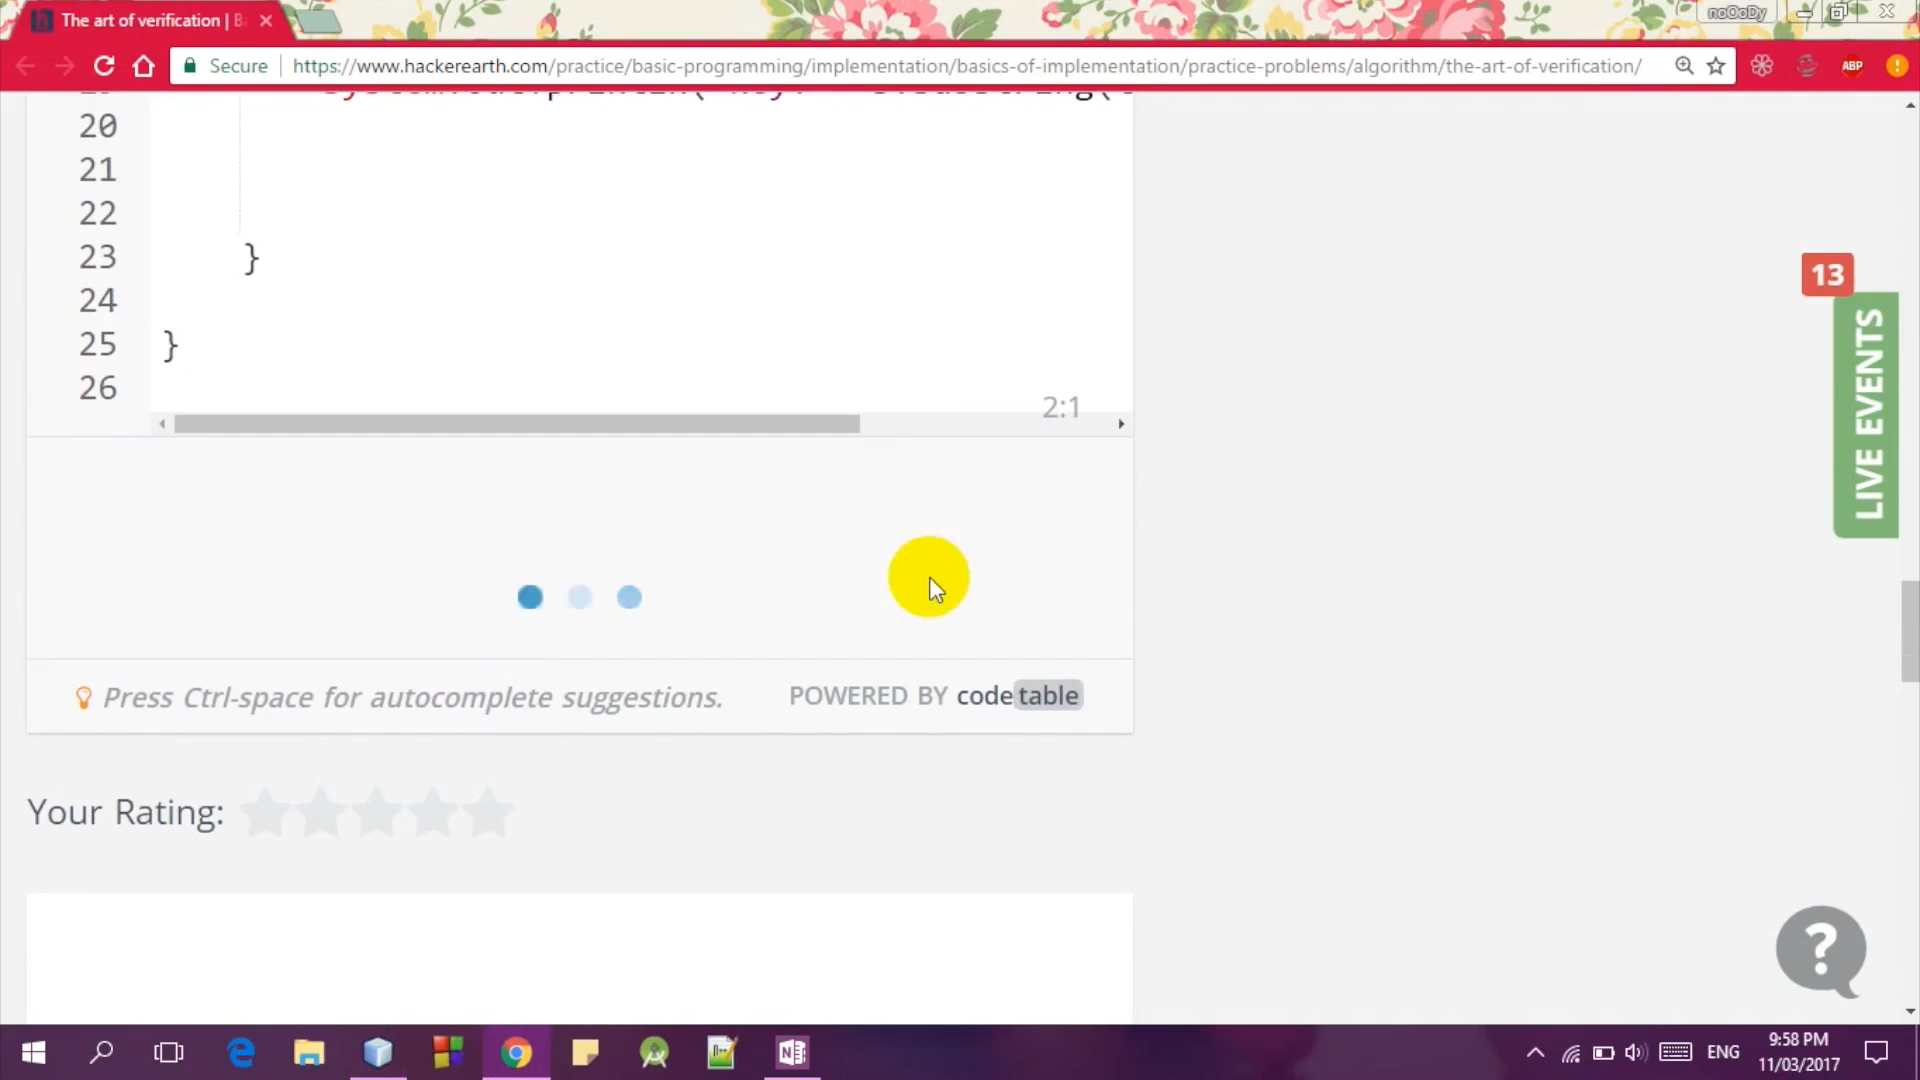 The art of verification | Ba
noOoDy
Secure
https://www.hackerearth.com/practice/basic-programming/implementation/basics-of-implementation/practice-problems/algorithm/the-art-of-verification/
ABP
20
21
22
23 }
24
25 }
26
2:1
13
LIVE EVENTS
Press Ctrl-space for autocomplete suggestions.
POWERED BY codetable
Your Rating:
?
ENG
9:58 PM
11/03/2017